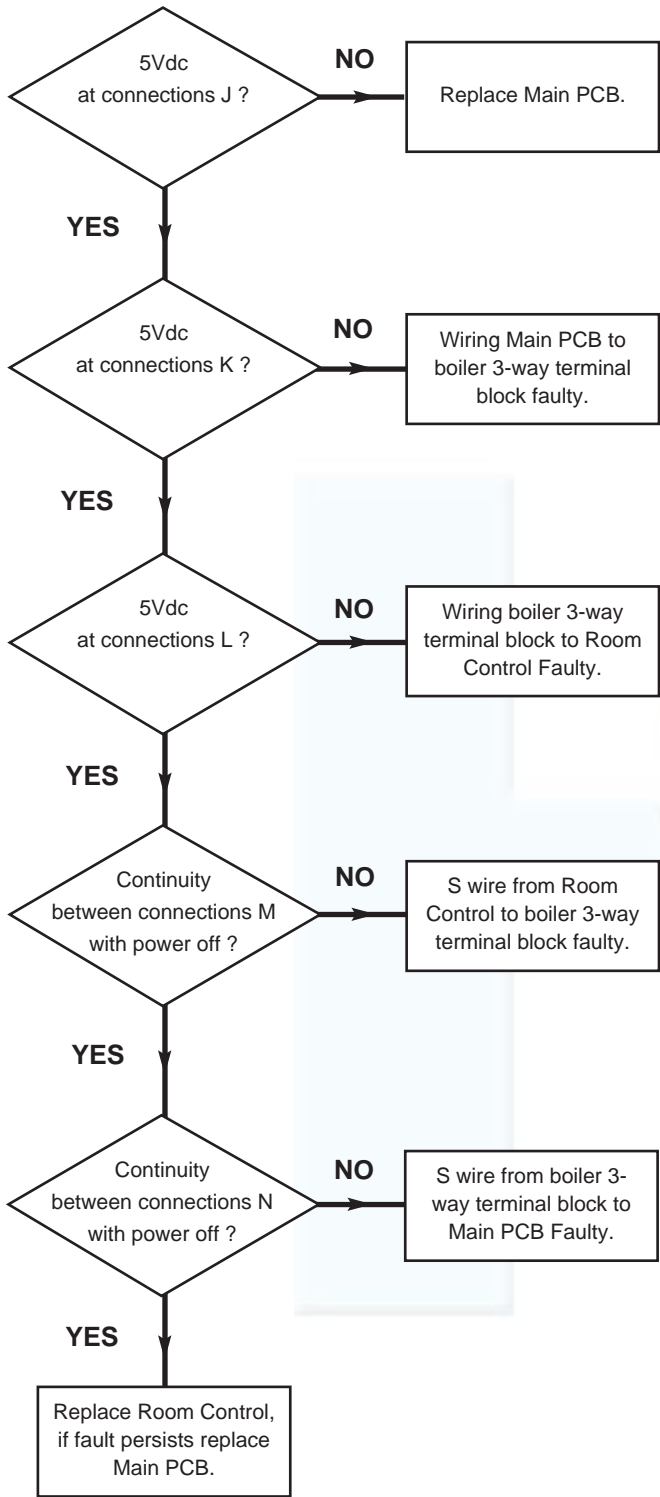 5Vdc
at connections J ?
NO
Replace Main PCB.
YES
5Vdc
at connections K ?
NO
Wiring Main PCB to
boiler 3-way terminal
block faulty.
YES
5Vdc
at connections L ?
NO
Wiring boiler 3-way
terminal block to Room
Control Faulty.
YES
Continuity
between connections M
with power off ?
NO
S wire from Room
Control to boiler 3-way
terminal block faulty.
YES
Continuity
between connections N
with power off ?
NO
S wire from boiler 3-
way terminal block to
Main PCB Faulty.
YES
Replace Room Control,
if fault persists replace
Main PCB.